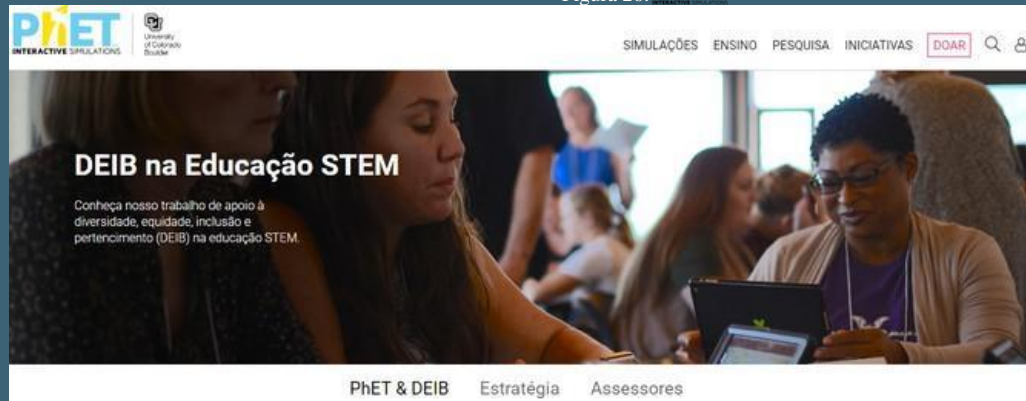 PhET
INTERACTIVE SIMULATIONS
University
of Colorado
Boulder
SIMULAÇÕES ENSINO PESQUISA INICIATIVAS DOAR
DEIB na Educação STEM
Conheça nosso trabalho de apoio à
diversidade, equidade, inclusão e
pertencimento (DEIB) na educação STEM.
PhET & DEIB Estratégia Assessores